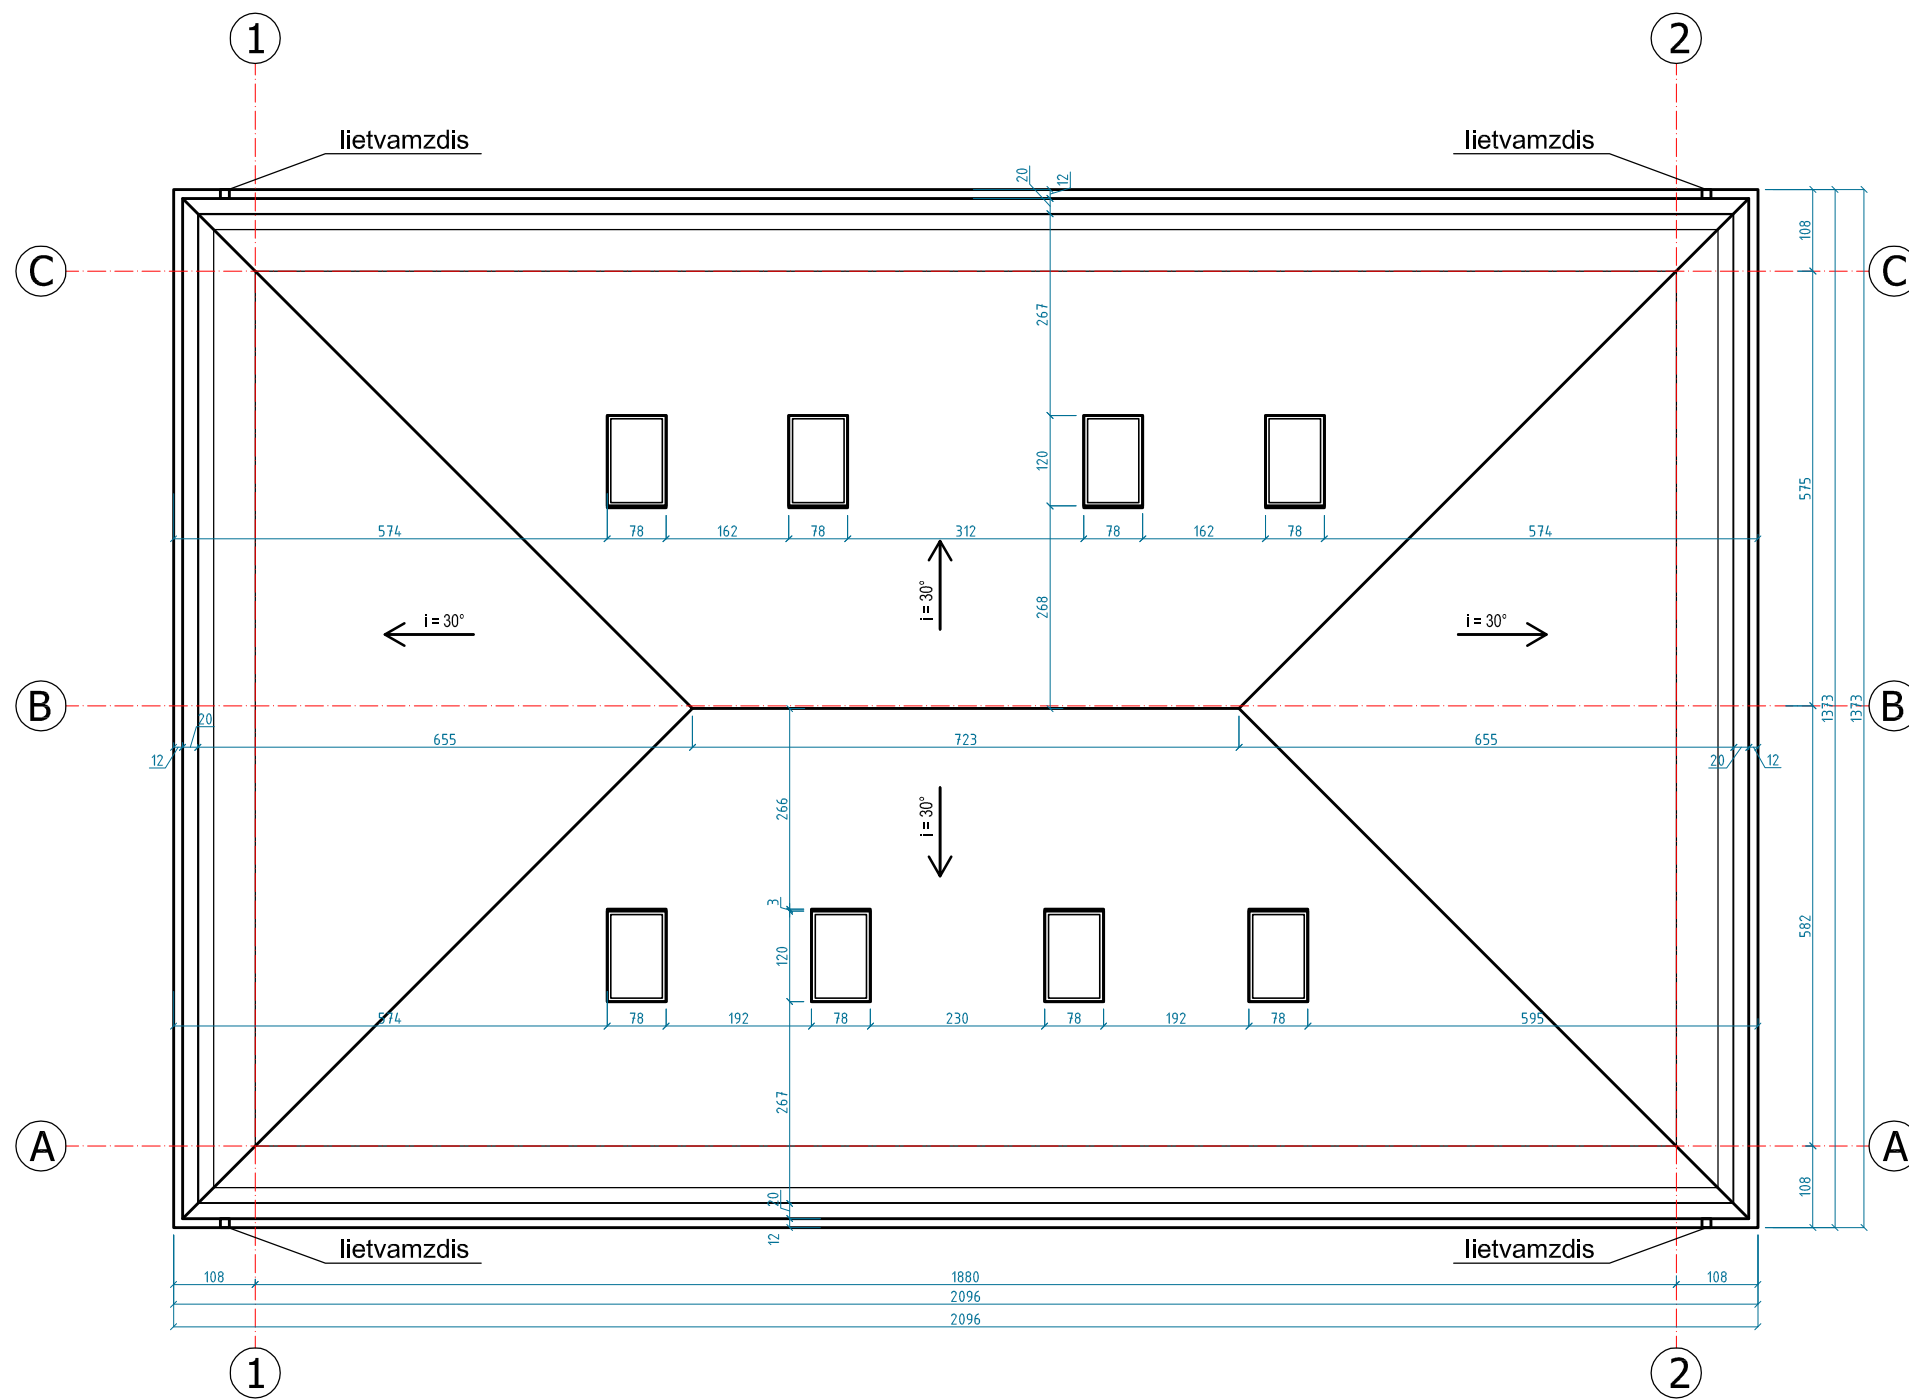 1 2
lietvamzdis lietvamzdis
20 12
108
C C
267
120
575
574 78 162 78 312 78 162 78 574
i = 30° i = 30° i = 30°
268
B B
1373 1373
20
12 655 723 655 20 12
266
i = 30°
3
120
582
574 78 192 78 230 78 192 78 595
267
A A
108
20
12
lietvamzdis lietvamzdis
108 1880 108
2096
2096
1 2